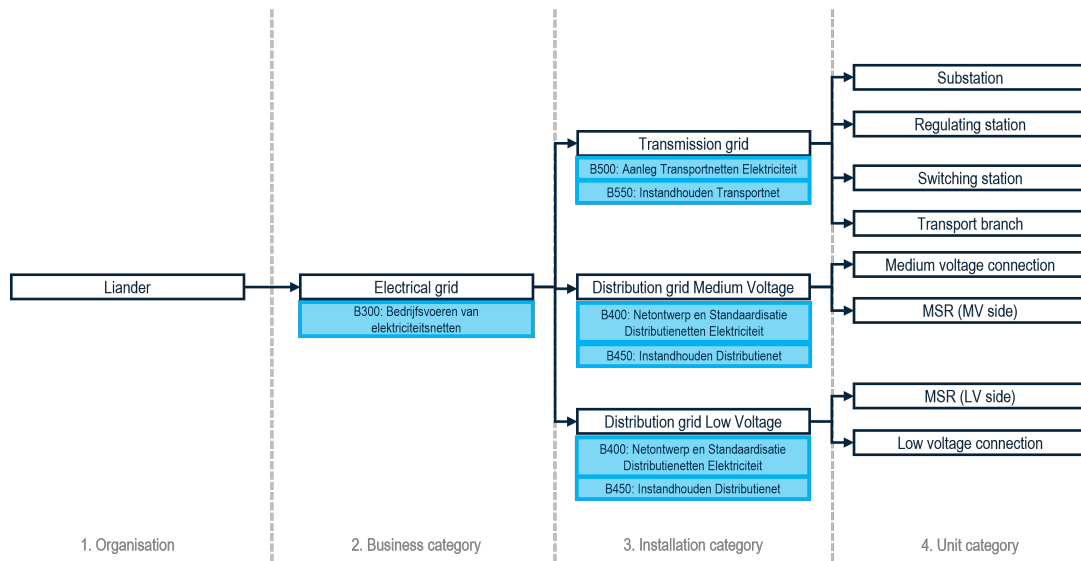 Liander
Electrical grid
B300: Bedrijfsvoeren van
elektriciteitsnetten
Transmission grid
B500: Aanleg Transportnetten Elektriciteit
B550: Instandhouden Transportnet
Distribution grid Medium Voltage
B400: Netontwerp en Standaardisatie
Distributienetten Elektriciteit
B450: Instandhouden Distributienet
Distribution grid Low Voltage
B400: Netontwerp en Standaardisatie
Distributienetten Elektriciteit
B450: Instandhouden Distributienet
Substation
Regulating station
Switching station
Transport branch
Medium voltage connection
MSR (MV side)
MSR (LV side)
Low voltage connection
1. Organisation
2. Business category
3. Installation category
4. Unit category